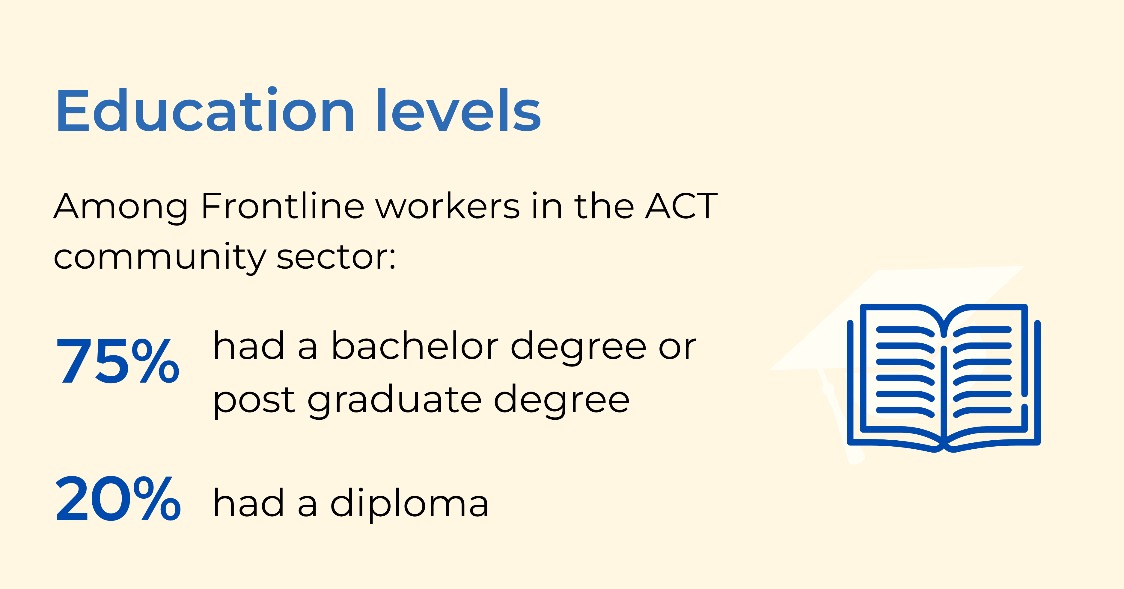 Education levels
Among Frontline workers in the ACT
community sector:
75% had a bachelor degree or
post graduate degree
20% had a diploma